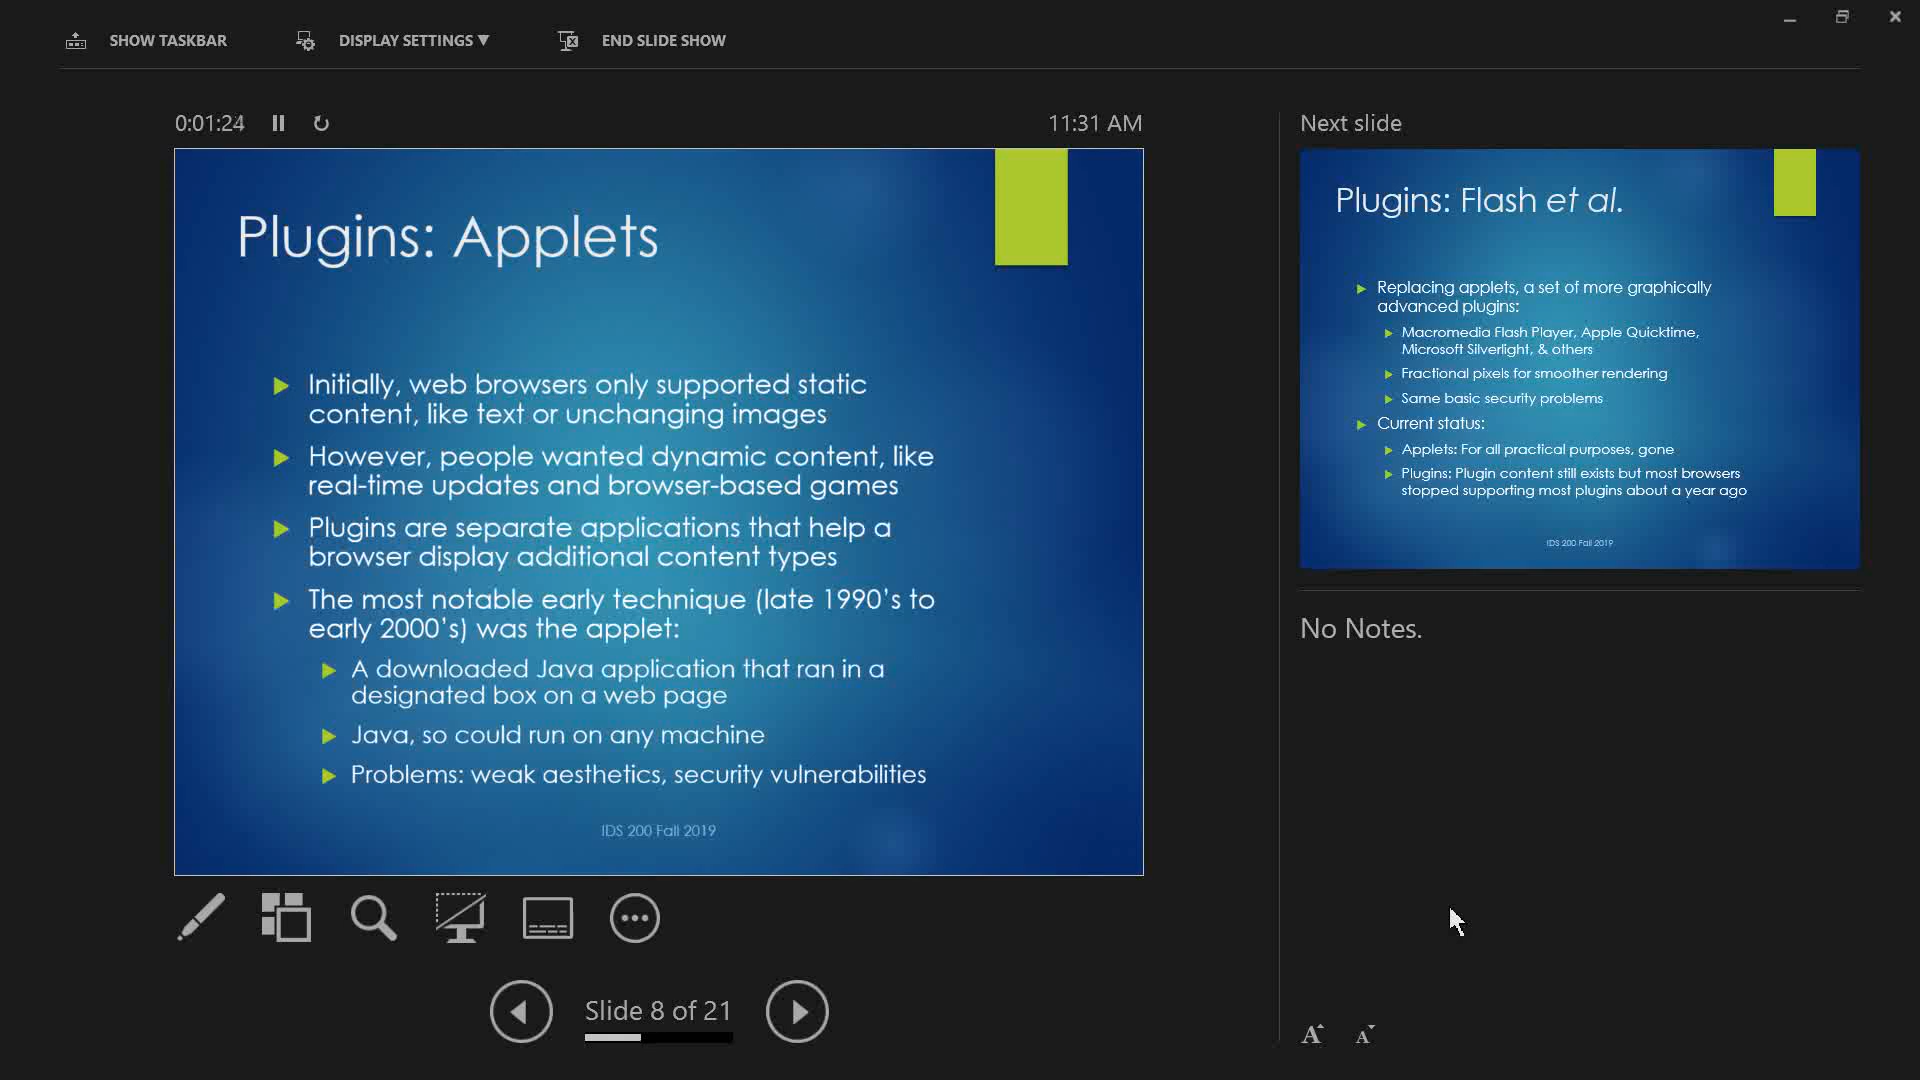 SHOW TASKBAR
DISPLAY SETTINGS ▼
END SLIDE SHOW
0:01:24
11:31 AM
Plugins: Applets
Initially, web browsers only supported static
content, like text or unchanging images
However, people wanted dynamic content, like
real-time updates and browser-based games
Plugins are separate applications that help a
browser display additional content types
The most notable early technique (late 1990's to
early 2000's) was the applet:
A downloaded Java application that ran in a
designated box on a web page
Java, so could run on any machine
Problems: weak aesthetics, security vulnerabilities
IDS 200 Fall 2019
Slide 8 of 21
Next slide
Plugins: Flash et al.
Replacing applets, a set of more graphically
advanced plugins:
Macromedia Flash Player, Apple Quicktime,
Microsoft Silverlight, & others
Fractional pixels for smoother rendering
Same basic security problems
Current status:
Applets: For all practical purposes, gone
Plugins: Plugin content still exists but most browsers
stopped supporting most plugins about a year ago
IDS 200 Fall 2019
No Notes.
A A